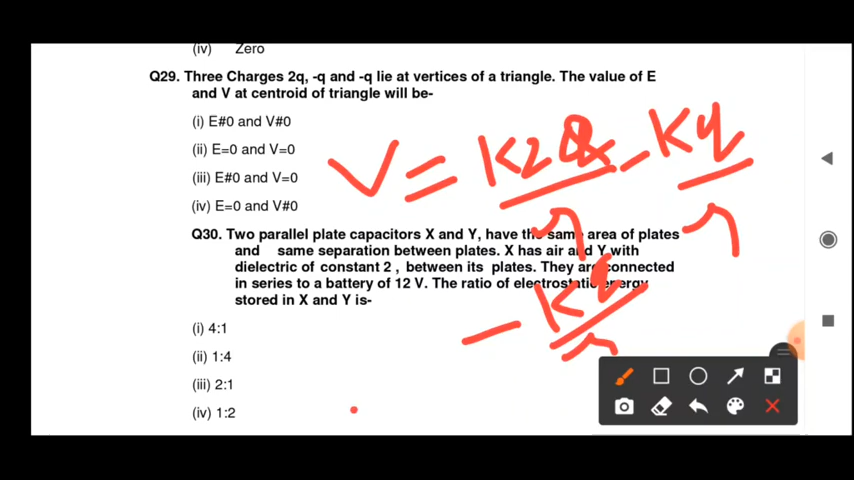 (iv) Zero
Q29. Three Charges 2q, -q and -q lie at vertices of a triangle. The value of E
and V at centroid of triangle will be-
(i) E#0 and V#0
(ii) E=0 and V=0
(iii) E#0 and V=0
(iv) E=0 and V#0
V = K2Q/r - Kq/r
- Kq/r
Q30. Two parallel plate capacitors X and Y, have the same area of plates
and same separation between plates. X has air and Y with
dielectric of constant 2 , between its plates. They are connected
in series to a battery of 12 V. The ratio of electrostatic energy
stored in X and Y is-
(i) 4:1
(ii) 1:4
(iii) 2:1
(iv) 1:2